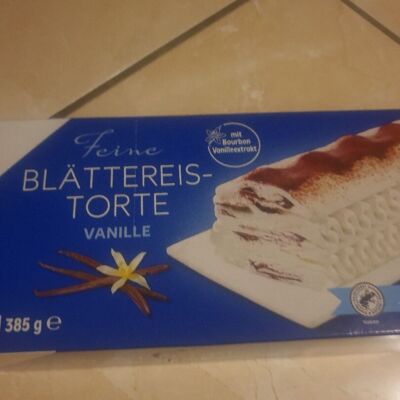 Feine
BLÄTTEREIS-
TORTE
VANILLE
mit
Bourbon
Vanilleextrakt
385 g e